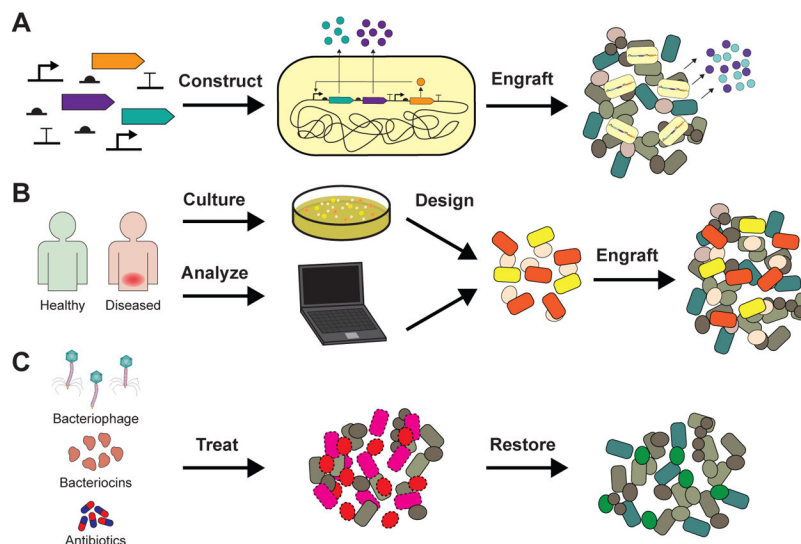 A
Construct
Engraft
B
Culture
Design
Analyze
Engraft
Healthy
Diseased
C
Bacteriophage
Treat
Restore
Bacteriocins
Antibiotics